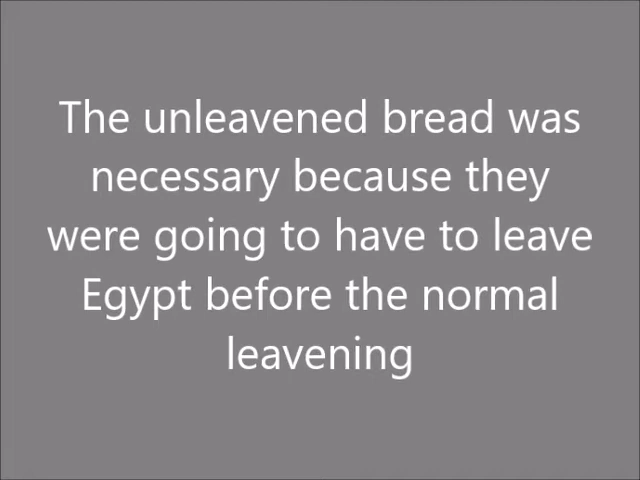 The unleavened bread was
necessary because they
were going to have to leave
Egypt before the normal
leavening